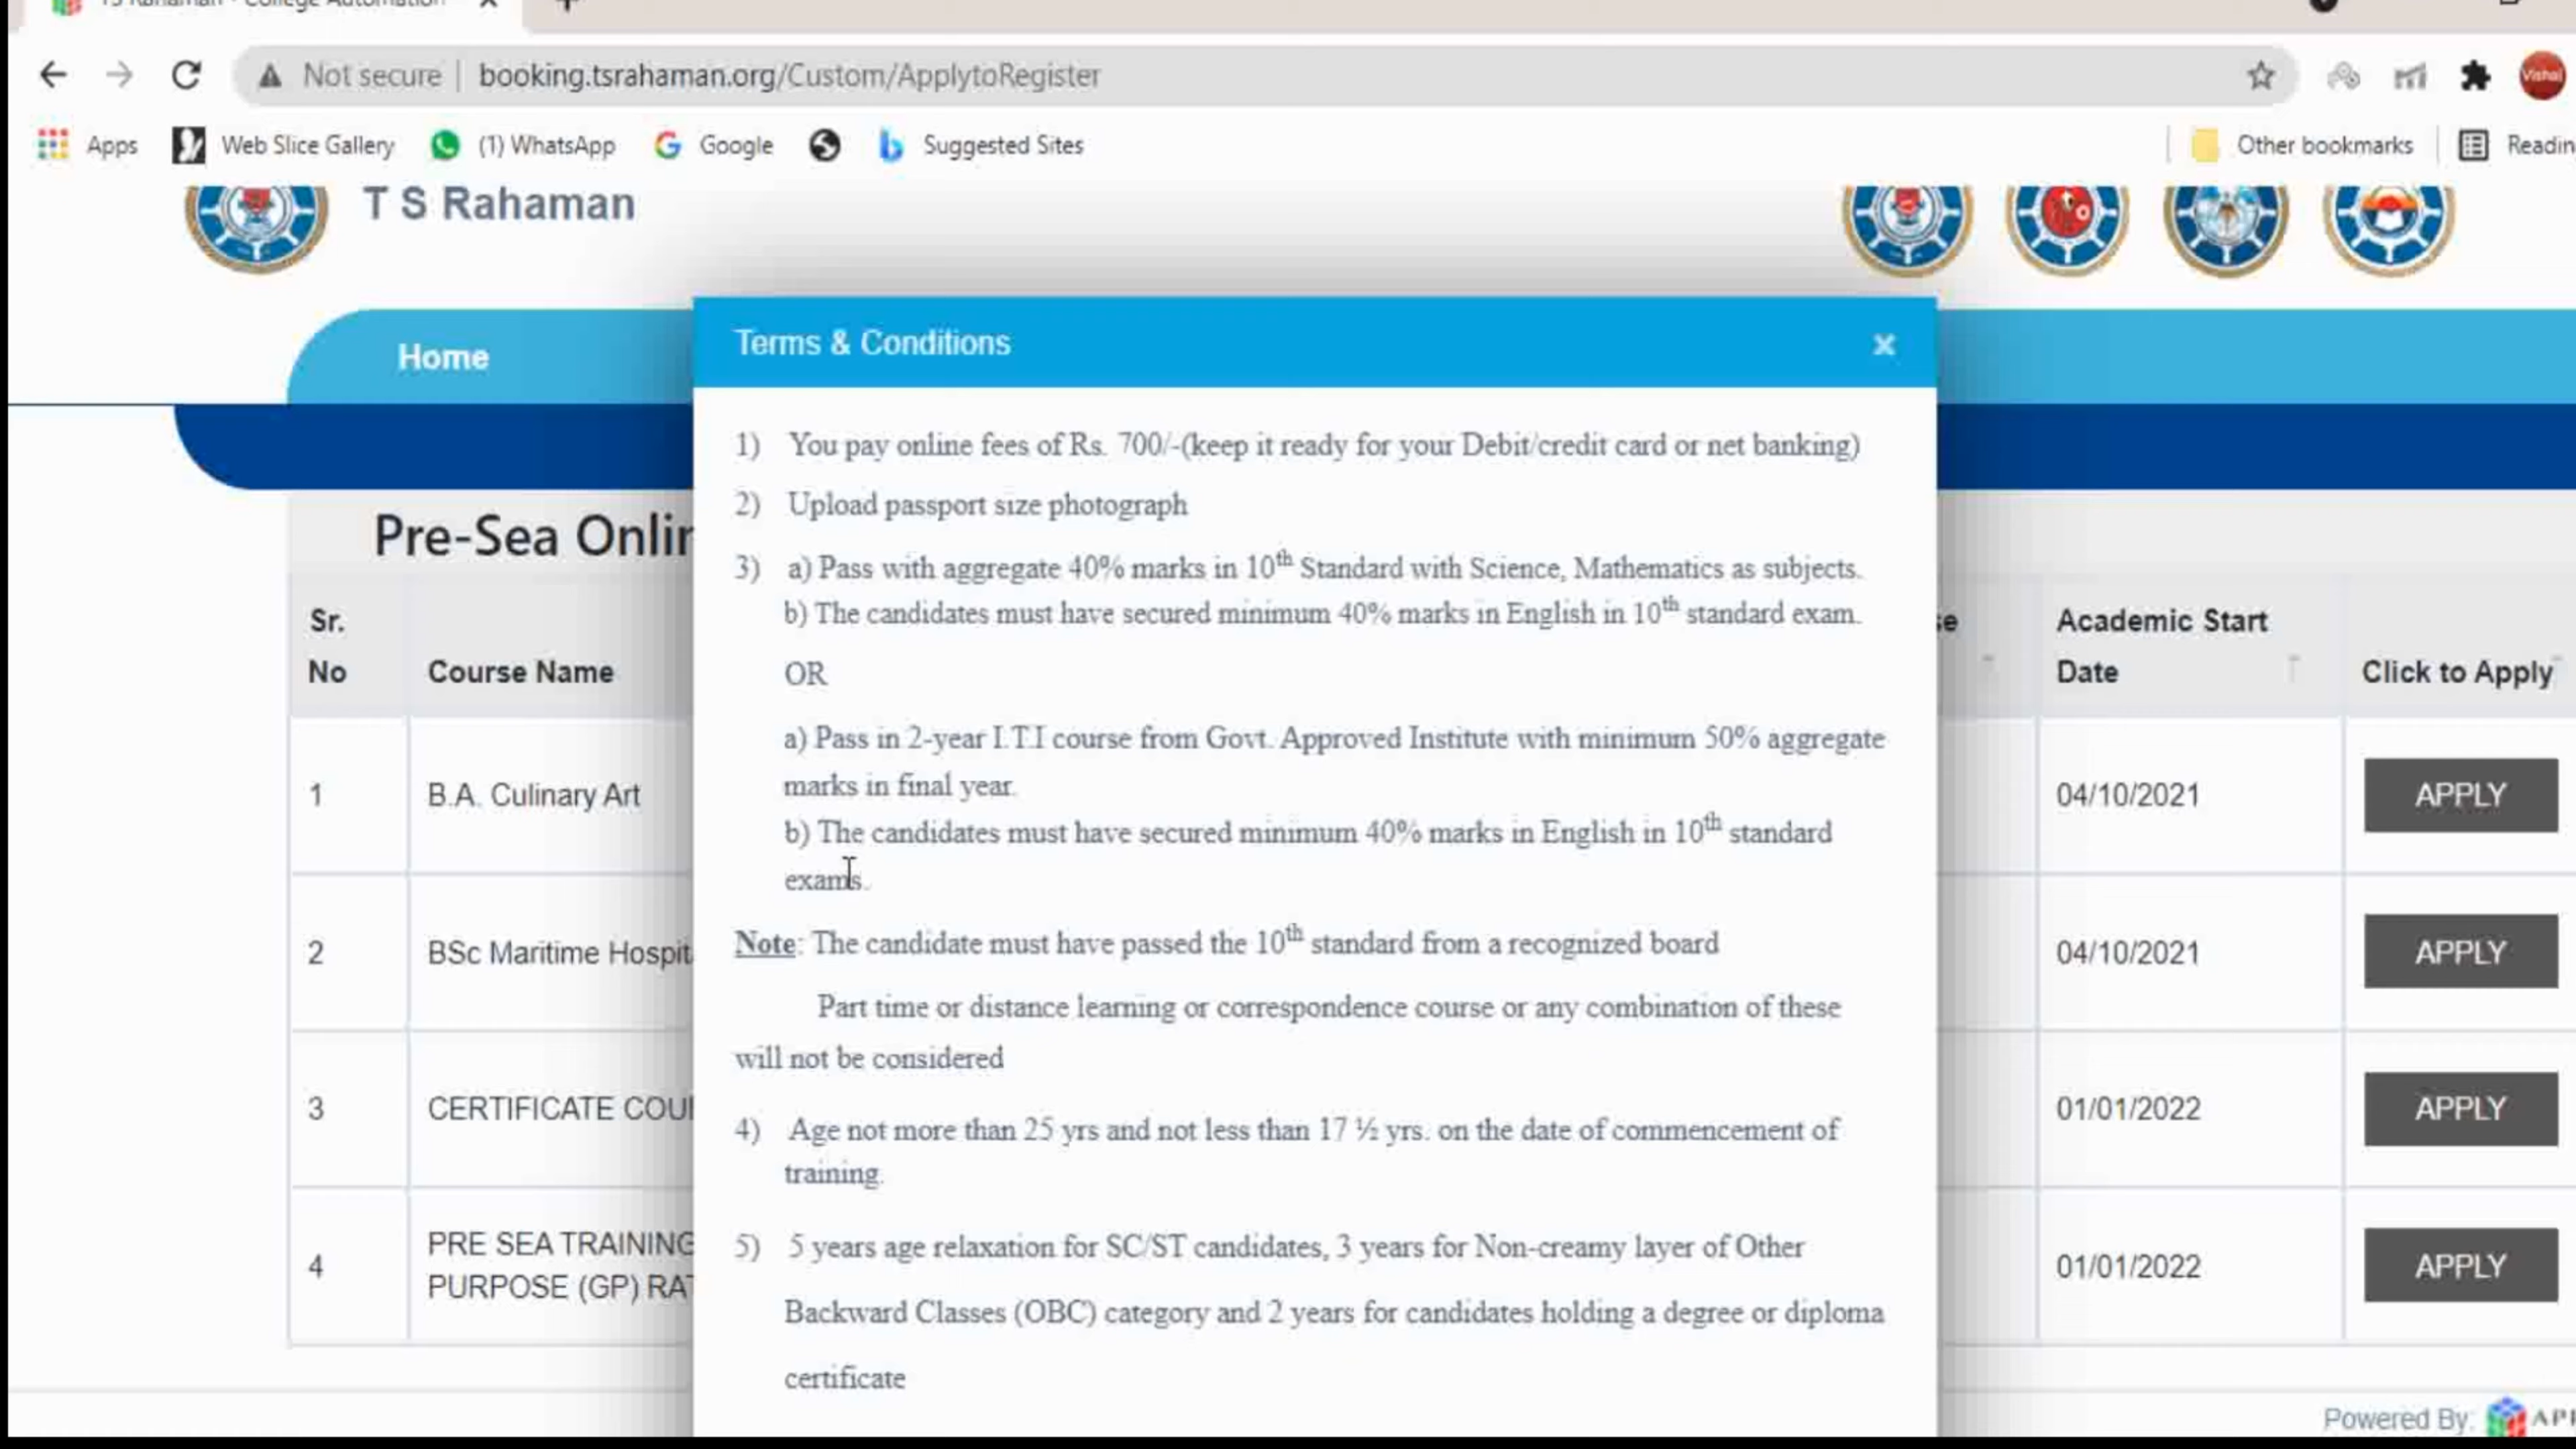 TS Rahaman - College Automation
Not secure | booking.tsrahaman.org/Custom/ApplytoRegister
Vishal
Apps Web Slice Gallery (1) WhatsApp Google Suggested Sites Other bookmarks Readin
T S Rahaman
Home
Terms & Conditions
Pre-Sea Onlin
Sr. No
Course Name
Academic Start Date
Click to Apply
1 B.A. Culinary Art 04/10/2021 APPLY
2 BSc Maritime Hospit 04/10/2021 APPLY
3 CERTIFICATE COU 01/01/2022 APPLY
4 PRE SEA TRAINING
PURPOSE (GP) RAT 01/01/2022 APPLY
1) You pay online fees of Rs. 700/-(keep it ready for your Debit/credit card or net banking)
2) Upload passport size photograph
3) a) Pass with aggregate 40% marks in 10th Standard with Science, Mathematics as subjects.
b) The candidates must have secured minimum 40% marks in English in 10th standard exam.
OR
a) Pass in 2-year I.T.I course from Govt. Approved Institute with minimum 50% aggregate
marks in final year.
b) The candidates must have secured minimum 40% marks in English in 10th standard
exams.
Note: The candidate must have passed the 10th standard from a recognized board
Part time or distance learning or correspondence course or any combination of these
will not be considered
4) Age not more than 25 yrs and not less than 17 ½ yrs. on the date of commencement of
training.
5) 5 years age relaxation for SC/ST candidates, 3 years for Non-creamy layer of Other
Backward Classes (OBC) category and 2 years for candidates holding a degree or diploma
certificate
Powered By: